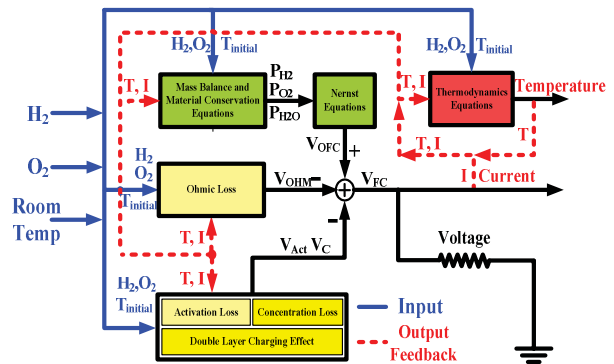 H2,O2 Tinitial
H2,O2 Tinitial
T, I
Mass Balance and
Material Conservation
Equations
PH2
PO2
PH2O
Nernst
Equations
T, I
Thermodynamics
Equations
Temperature
H2
O2
Room
Temp
VOFC
+
T, I
T
I
Current
H2
O2
Tinitial
Ohmic Loss
VOHM
−
+
VFC
−
T, I
T, I
VAct VC
Voltage
H2,O2
Tinitial
Activation Loss
Concentration Loss
Double Layer Charging Effect
Input
Output
Feedback